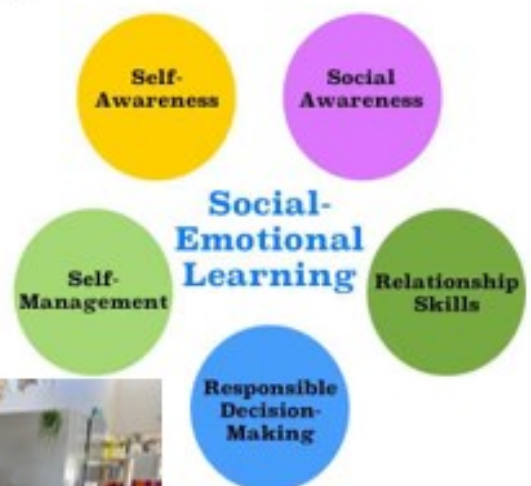 Self-
Awareness
Social
Awareness
Social-
Emotional
Learning
Self-
Management
Relationship
Skills
Responsible
Decision-
Making